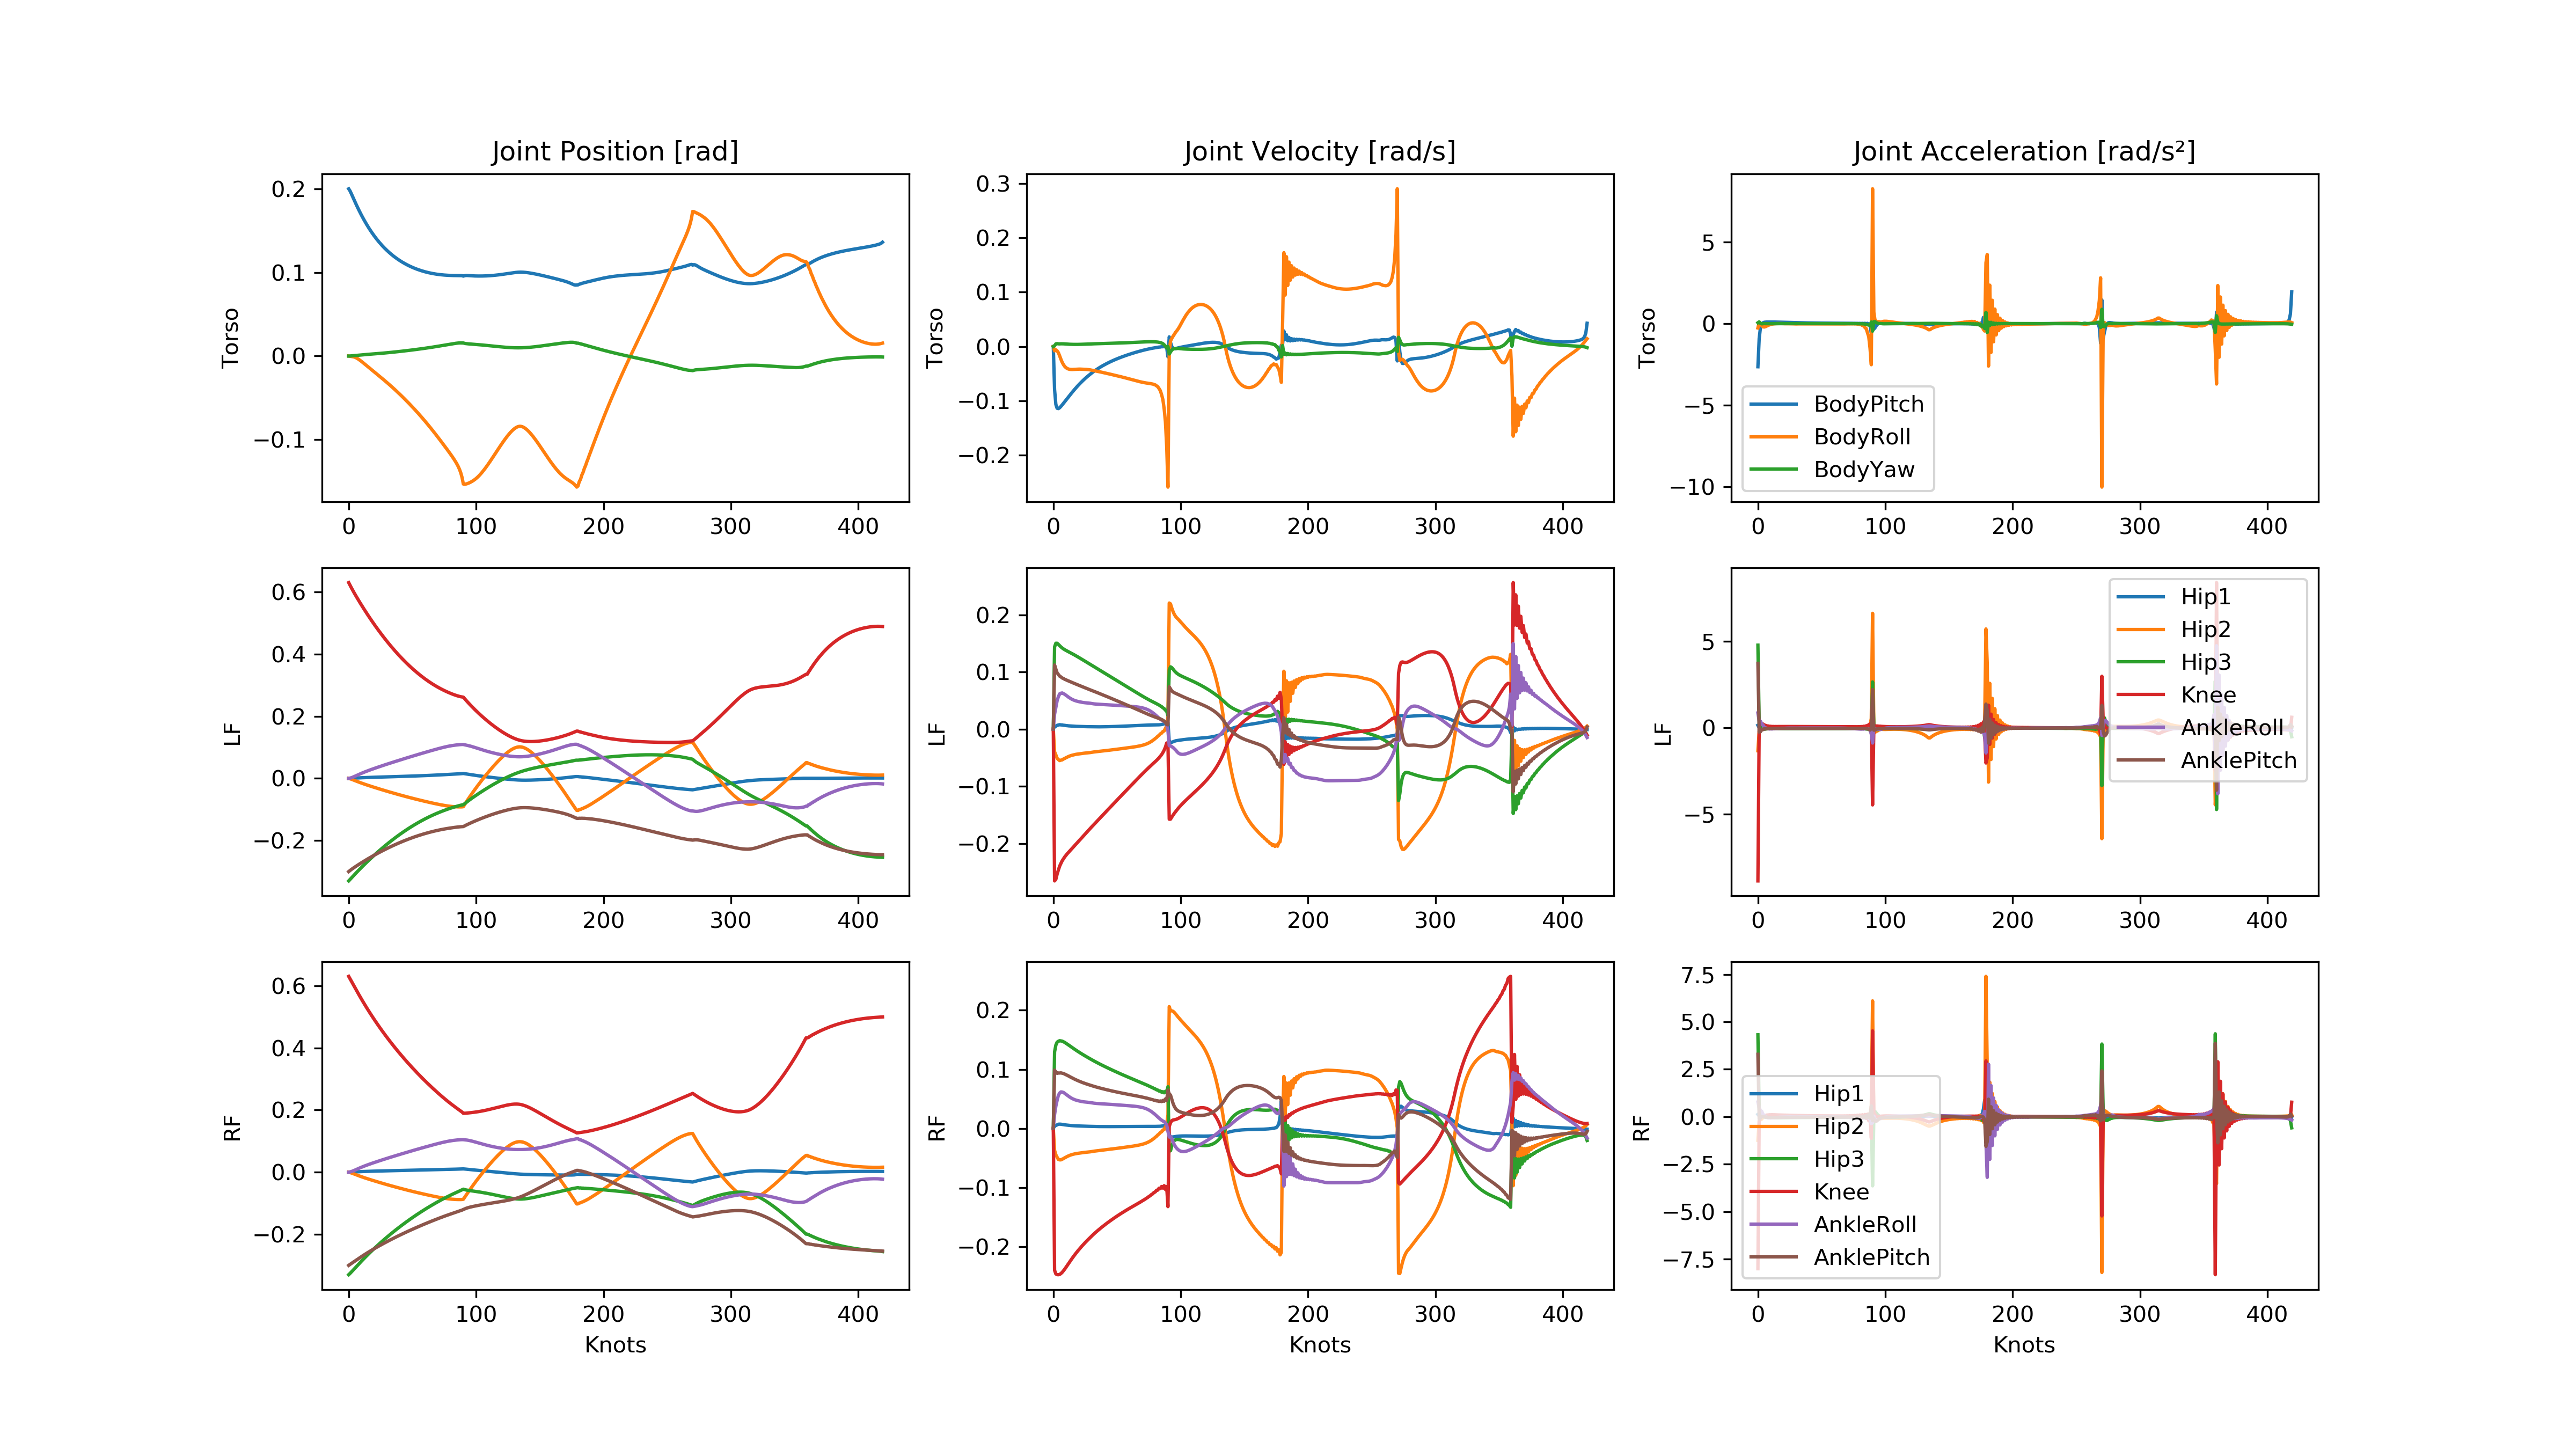 Joint Position [rad]
Joint Velocity [rad/s]
Joint Acceleration [rad/s²]
Torso
0.2
0.1
0.0
−0.1
0 100 200 300 400
Torso
0.3
0.2
0.1
0.0
−0.1
−0.2
0 100 200 300 400
Torso
5
0
−5
−10
BodyPitch
BodyRoll
BodyYaw
0 100 200 300 400
LF
0.6
0.4
0.2
0.0
−0.2
0 100 200 300 400
LF
0.2
0.1
0.0
−0.1
−0.2
0 100 200 300 400
LF
5
0
−5
Hip1
Hip2
Hip3
Knee
AnkleRoll
AnklePitch
0 100 200 300 400
RF
0.6
0.4
0.2
0.0
−0.2
0 100 200 300 400
Knots
RF
0.2
0.1
0.0
−0.1
−0.2
0 100 200 300 400
Knots
RF
7.5
5.0
2.5
0.0
−2.5
−5.0
−7.5
Hip1
Hip2
Hip3
Knee
AnkleRoll
AnklePitch
0 100 200 300 400
Knots